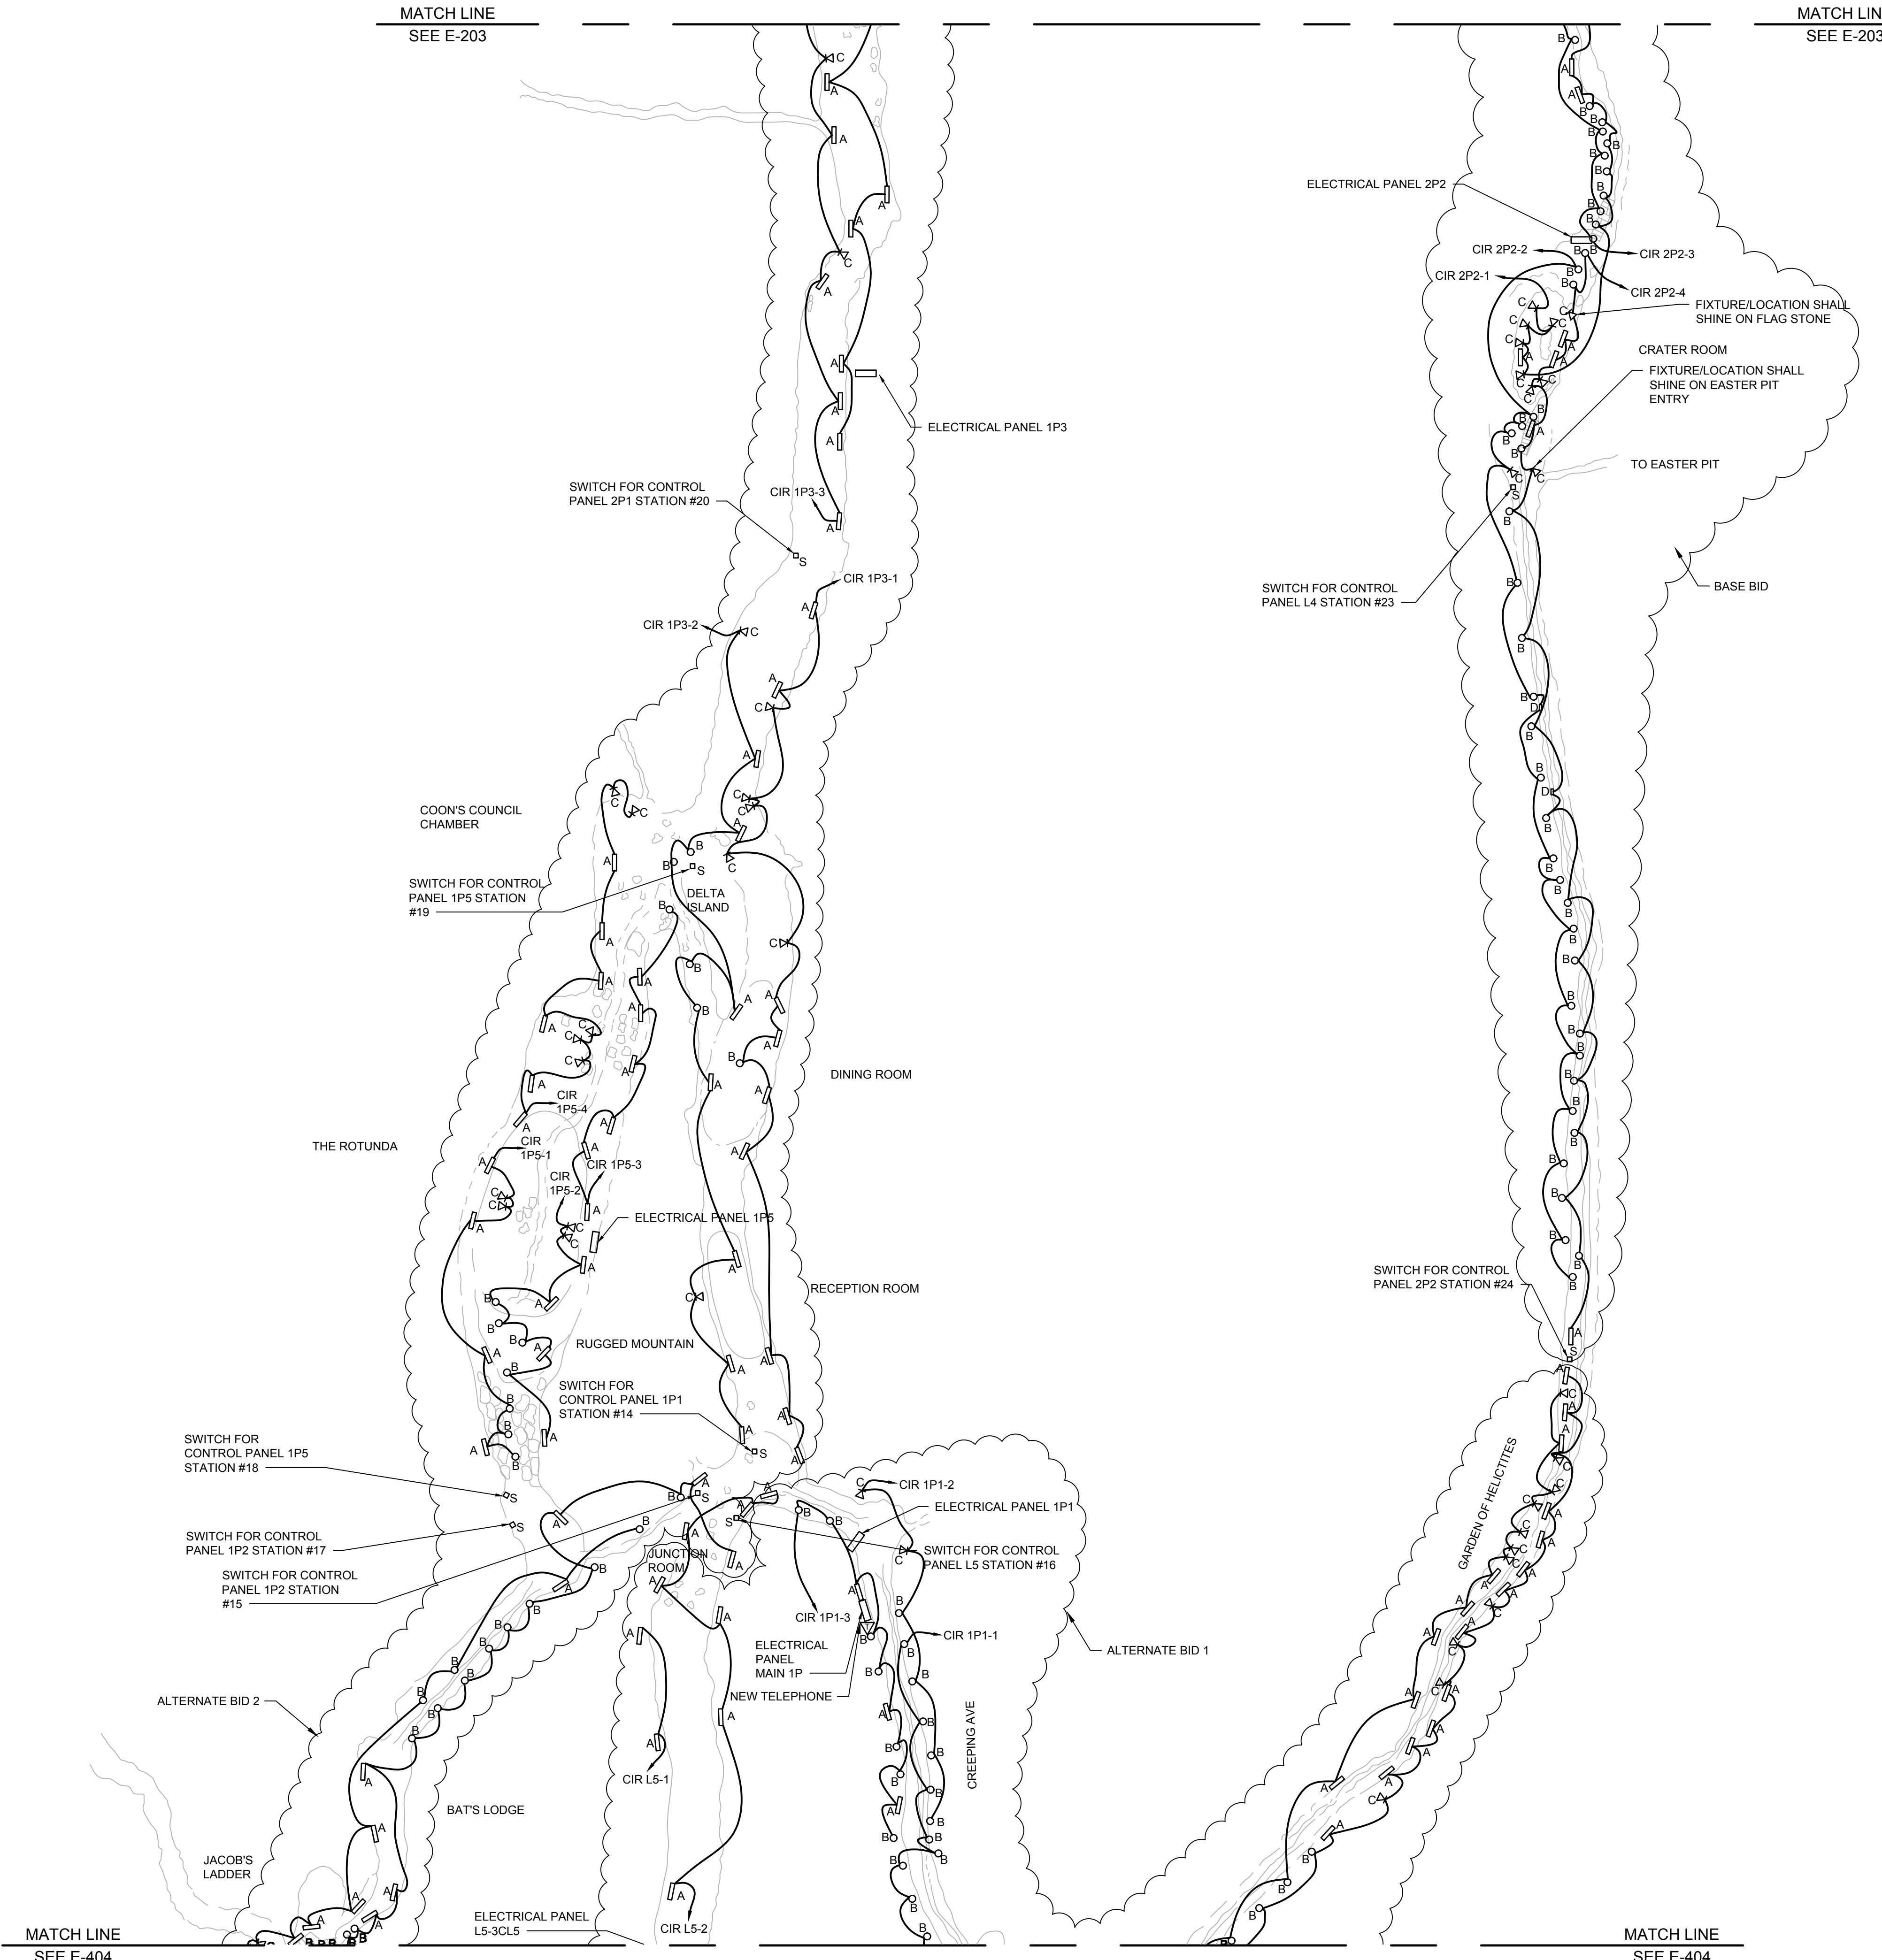 MATCH LINE
SEE E-203
MATCH LIN
SEE E-203
ELECTRICAL PANEL 2P2
CIR 2P2-2
CIR 2P2-3
CIR 2P2-1
CIR 2P2-4
FIXTURE/LOCATION SHALL
SHINE ON FLAG STONE
CRATER ROOM
FIXTURE/LOCATION SHALL
SHINE ON EASTER PIT
ENTRY
ELECTRICAL PANEL 1P3
TO EASTER PIT
SWITCH FOR CONTROL
PANEL 2P1 STATION #20
CIR 1P3-3
CIR 1P3-1
CIR 1P3-2
SWITCH FOR CONTROL
PANEL L4 STATION #23
BASE BID
COON'S COUNCIL
CHAMBER
SWITCH FOR CONTROL
PANEL 1P5 STATION
#19
DELTA
ISLAND
DINING ROOM
CIR
1P5-4
THE ROTUNDA
CIR
1P5-1
CIR 1P5-3
CIR
1P5-2
ELECTRICAL PANEL 1P5
RECEPTION ROOM
SWITCH FOR CONTROL
PANEL 2P2 STATION #24
RUGGED MOUNTAIN
SWITCH FOR
CONTROL PANEL 1P1
STATION #14
SWITCH FOR
CONTROL PANEL 1P5
STATION #18
CIR 1P1-2
ELECTRICAL PANEL 1P1
GARDEN OF HELICTITES
SWITCH FOR CONTROL
PANEL 1P2 STATION #17
JUNCTION
ROOM
SWITCH FOR CONTROL
PANEL L5 STATION #16
SWITCH FOR CONTROL
PANEL 1P2 STATION
#15
CIR 1P1-3
CIR 1P1-1
ELECTRICAL
PANEL
MAIN 1P
ALTERNATE BID 1
NEW TELEPHONE
ALTERNATE BID 2
CREEPING AVE
CIR L5-1
BAT'S LODGE
JACOB'S
LADDER
ELECTRICAL PANEL
L5-3CL5
CIR L5-2
MATCH LINE
SEE E-404
MATCH LINE
SEE E-404